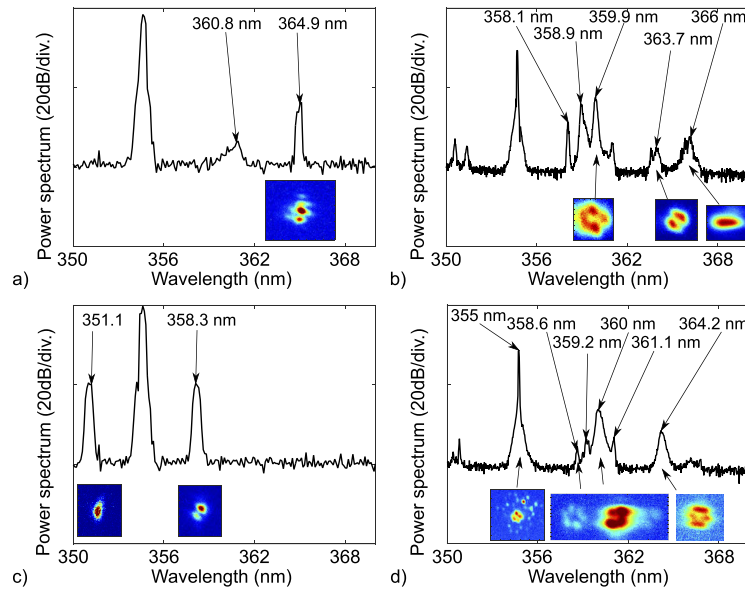 360.8 nm
364.9 nm
Power spectrum (20dB/div.)
350
356
362
368
Wavelength (nm)
a)
358.1 nm
358.9 nm
359.9 nm
363.7 nm
366 nm
Power spectrum (20dB/div.)
350
356
362
368
Wavelength (nm)
b)
351.1
358.3 nm
Power spectrum (20dB/div.)
350
356
362
368
Wavelength (nm)
c)
355 nm
358.6 nm
359.2 nm
360 nm
361.1 nm
364.2 nm
Power spectrum (20dB/div.)
350
356
362
368
Wavelength (nm)
d)